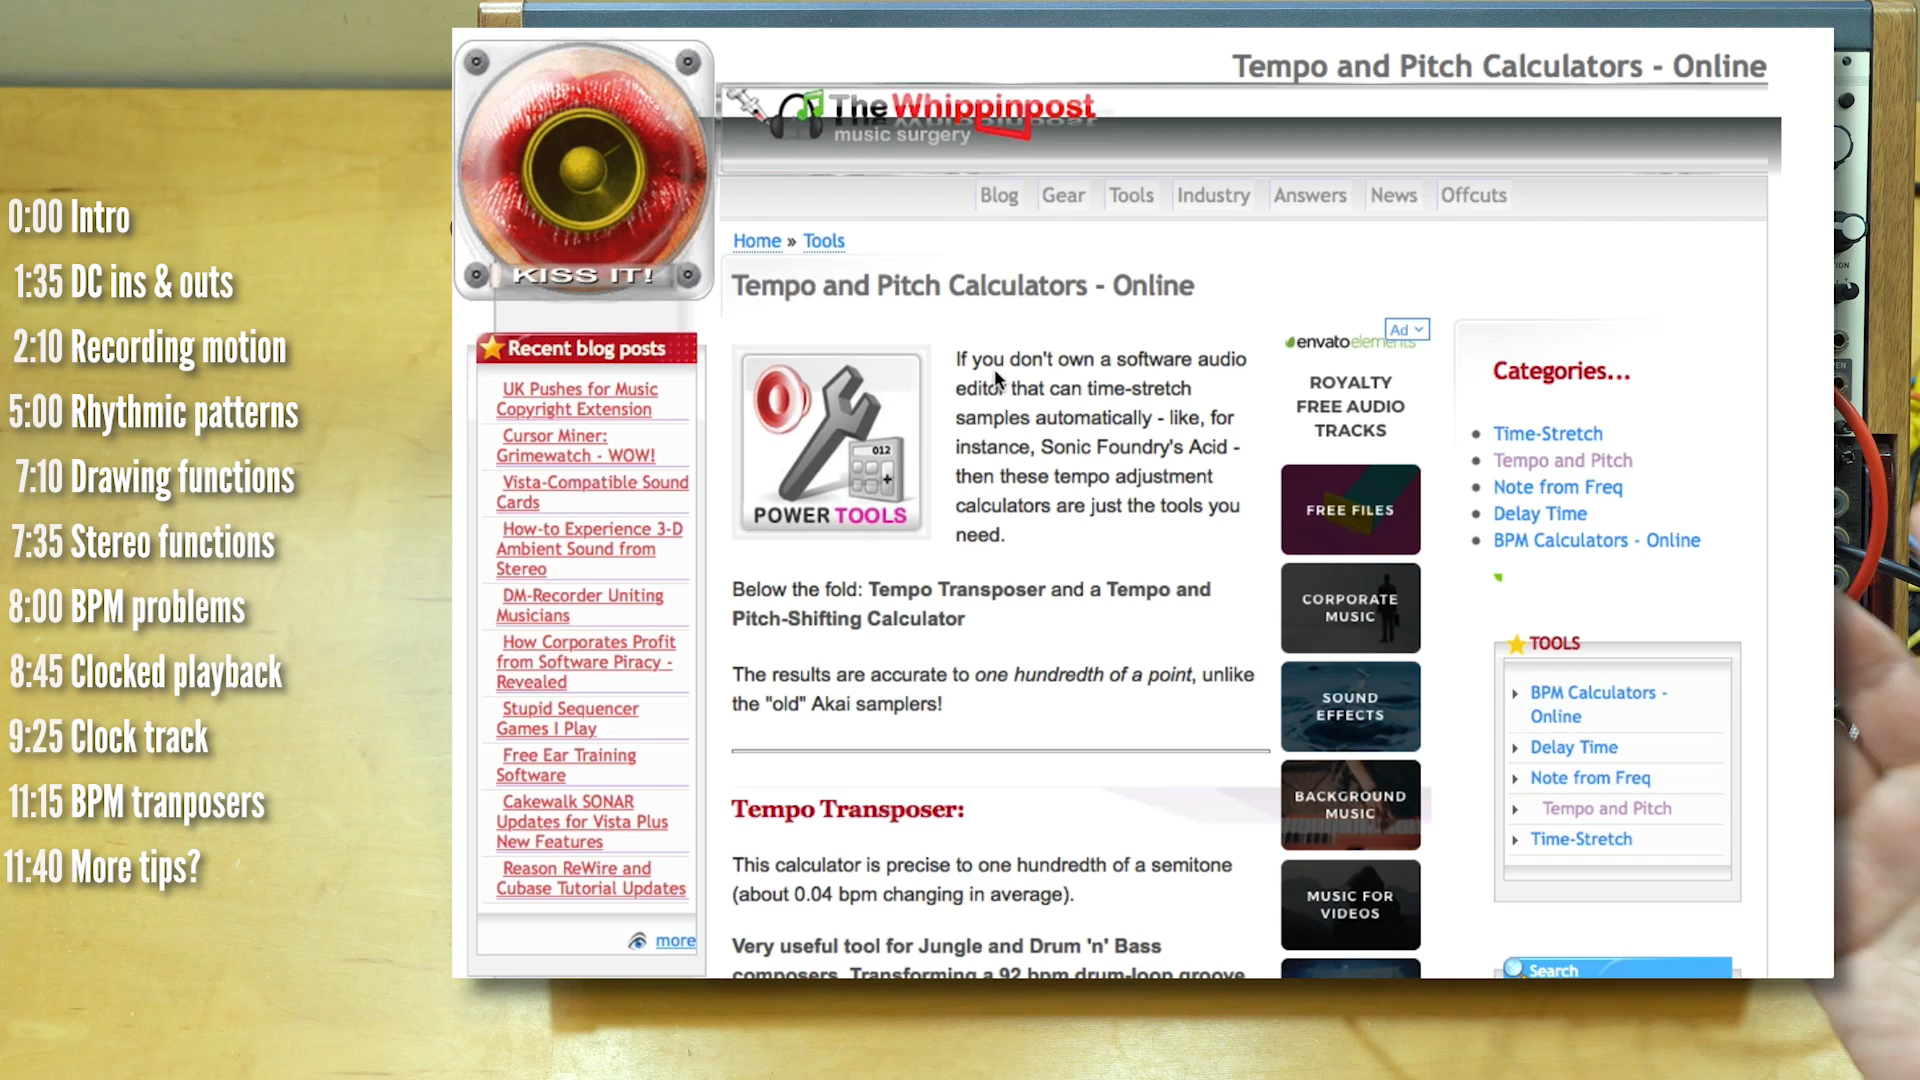 0:00 Intro
1:35 DC ins & outs
2:10 Recording motion
5:00 Rhythmic patterns
7:10 Drawing functions
7:35 Stereo functions
8:00 BPM problems
8:45 Clocked playback
9:25 Clock track
11:15 BPM tranposers
11:40 More tips?
KISS IT!
Tempo and Pitch Calculators - Online
The Whippinpost
music surgery
Blog Gear Tools Industry Answers News Offcuts
Home » Tools
Tempo and Pitch Calculators - Online
Recent blog posts
UK Pushes for Music
Copyright Extension
Cursor Miner:
Grimewatch - WOW!
Vista-Compatible Sound
Cards
How-to Experience 3-D
Ambient Sound from
Stereo
DM-Recorder Uniting
Musicians
How Corporates Profit
from Software Piracy -
Revealed
Stupid Sequencer
Games I Play
Free Ear Training
Software
Cakewalk SONAR
Updates for Vista Plus
New Features
Reason ReWire and
Cubase Tutorial Updates
more
012
POWER TOOLS
If you don't own a software audio
editor that can time-stretch
samples automatically - like, for
instance, Sonic Foundry's Acid -
then these tempo adjustment
calculators are just the tools you
need.
Below the fold: Tempo Transposer and a Tempo and
Pitch-Shifting Calculator
The results are accurate to one hundredth of a point, unlike
the "old" Akai samplers!
Tempo Transposer:
This calculator is precise to one hundredth of a semitone
(about 0.04 bpm changing in average).
Very useful tool for Jungle and Drum 'n' Bass
composers. Transforming a 92 bpm drum-loop groove
Ad
envatoelements
ROYALTY
FREE AUDIO
TRACKS
FREE FILES
CORPORATE
MUSIC
SOUND
EFFECTS
BACKGROUND
MUSIC
MUSIC FOR
VIDEOS
Categories...
Time-Stretch
Tempo and Pitch
Note from Freq
Delay Time
BPM Calculators - Online
TOOLS
BPM Calculators -
Online
Delay Time
Note from Freq
Tempo and Pitch
Time-Stretch
Search